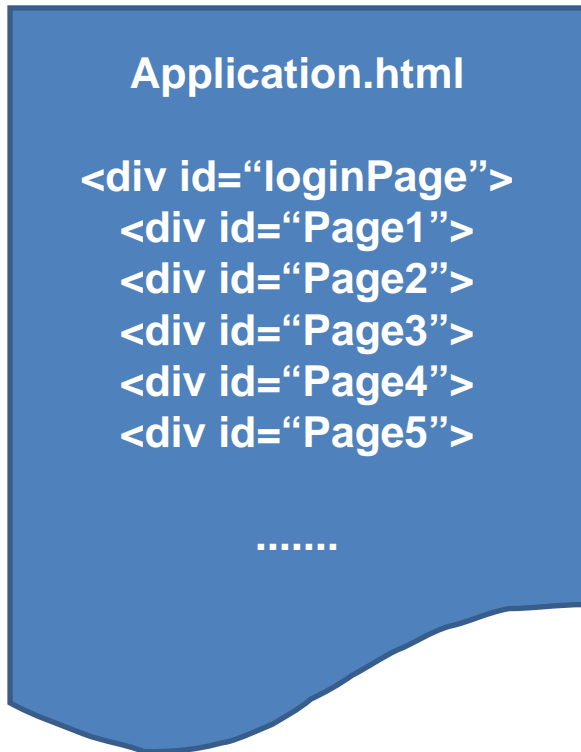 Application.html
<div id=“loginPage”>
<div id=“Page1”>
<div id=“Page2”>
<div id=“Page3”>
<div id=“Page4”>
<div id=“Page5”>
.......